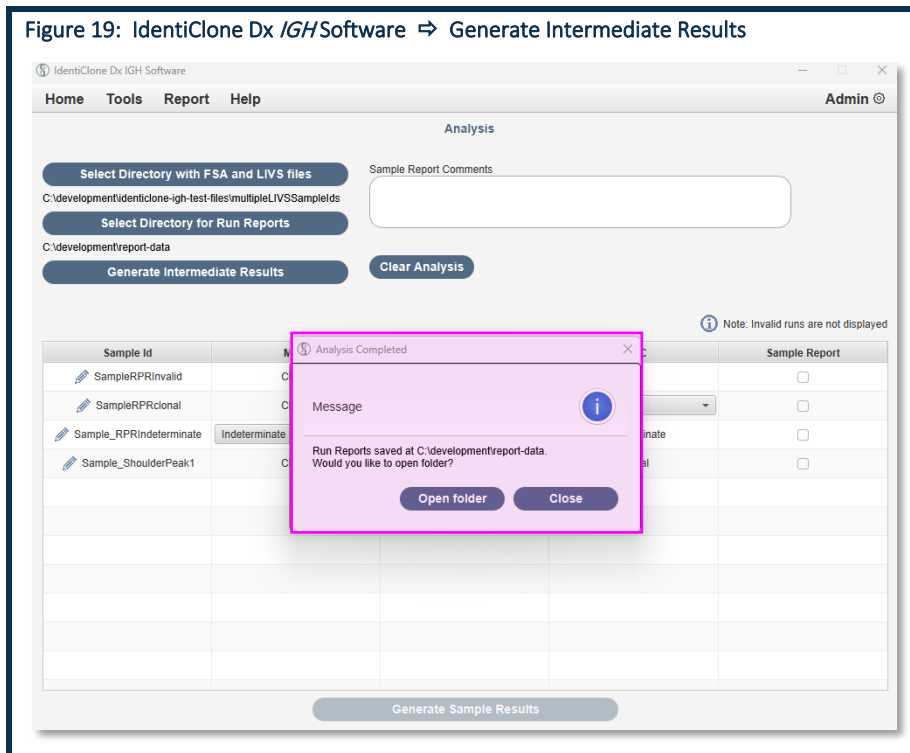 Figure 19: IdentiClone Dx IGH Software ⇨ Generate Intermediate Results
IdentiClone Dx IGH Software
Home Tools Report Help Admin
Analysis
Select Directory with FSA and LIVS files
Sample Report Comments
C:\development\identiclone-igh-test-files\multipleLIVSSampleIds
Select Directory for Run Reports
C:\development\report-data
Generate Intermediate Results
Clear Analysis
Note: Invalid runs are not displayed
Sample Id
Sample Report
SampleRPRInvalid
SampleRPRclonal
Sample_RPRIndeterminate
Indeterminate
Sample_ShoulderPeak1
Analysis Completed
Message
Run Reports saved at C:\development\report-data.
Would you like to open folder?
Open folder Close
Generate Sample Results